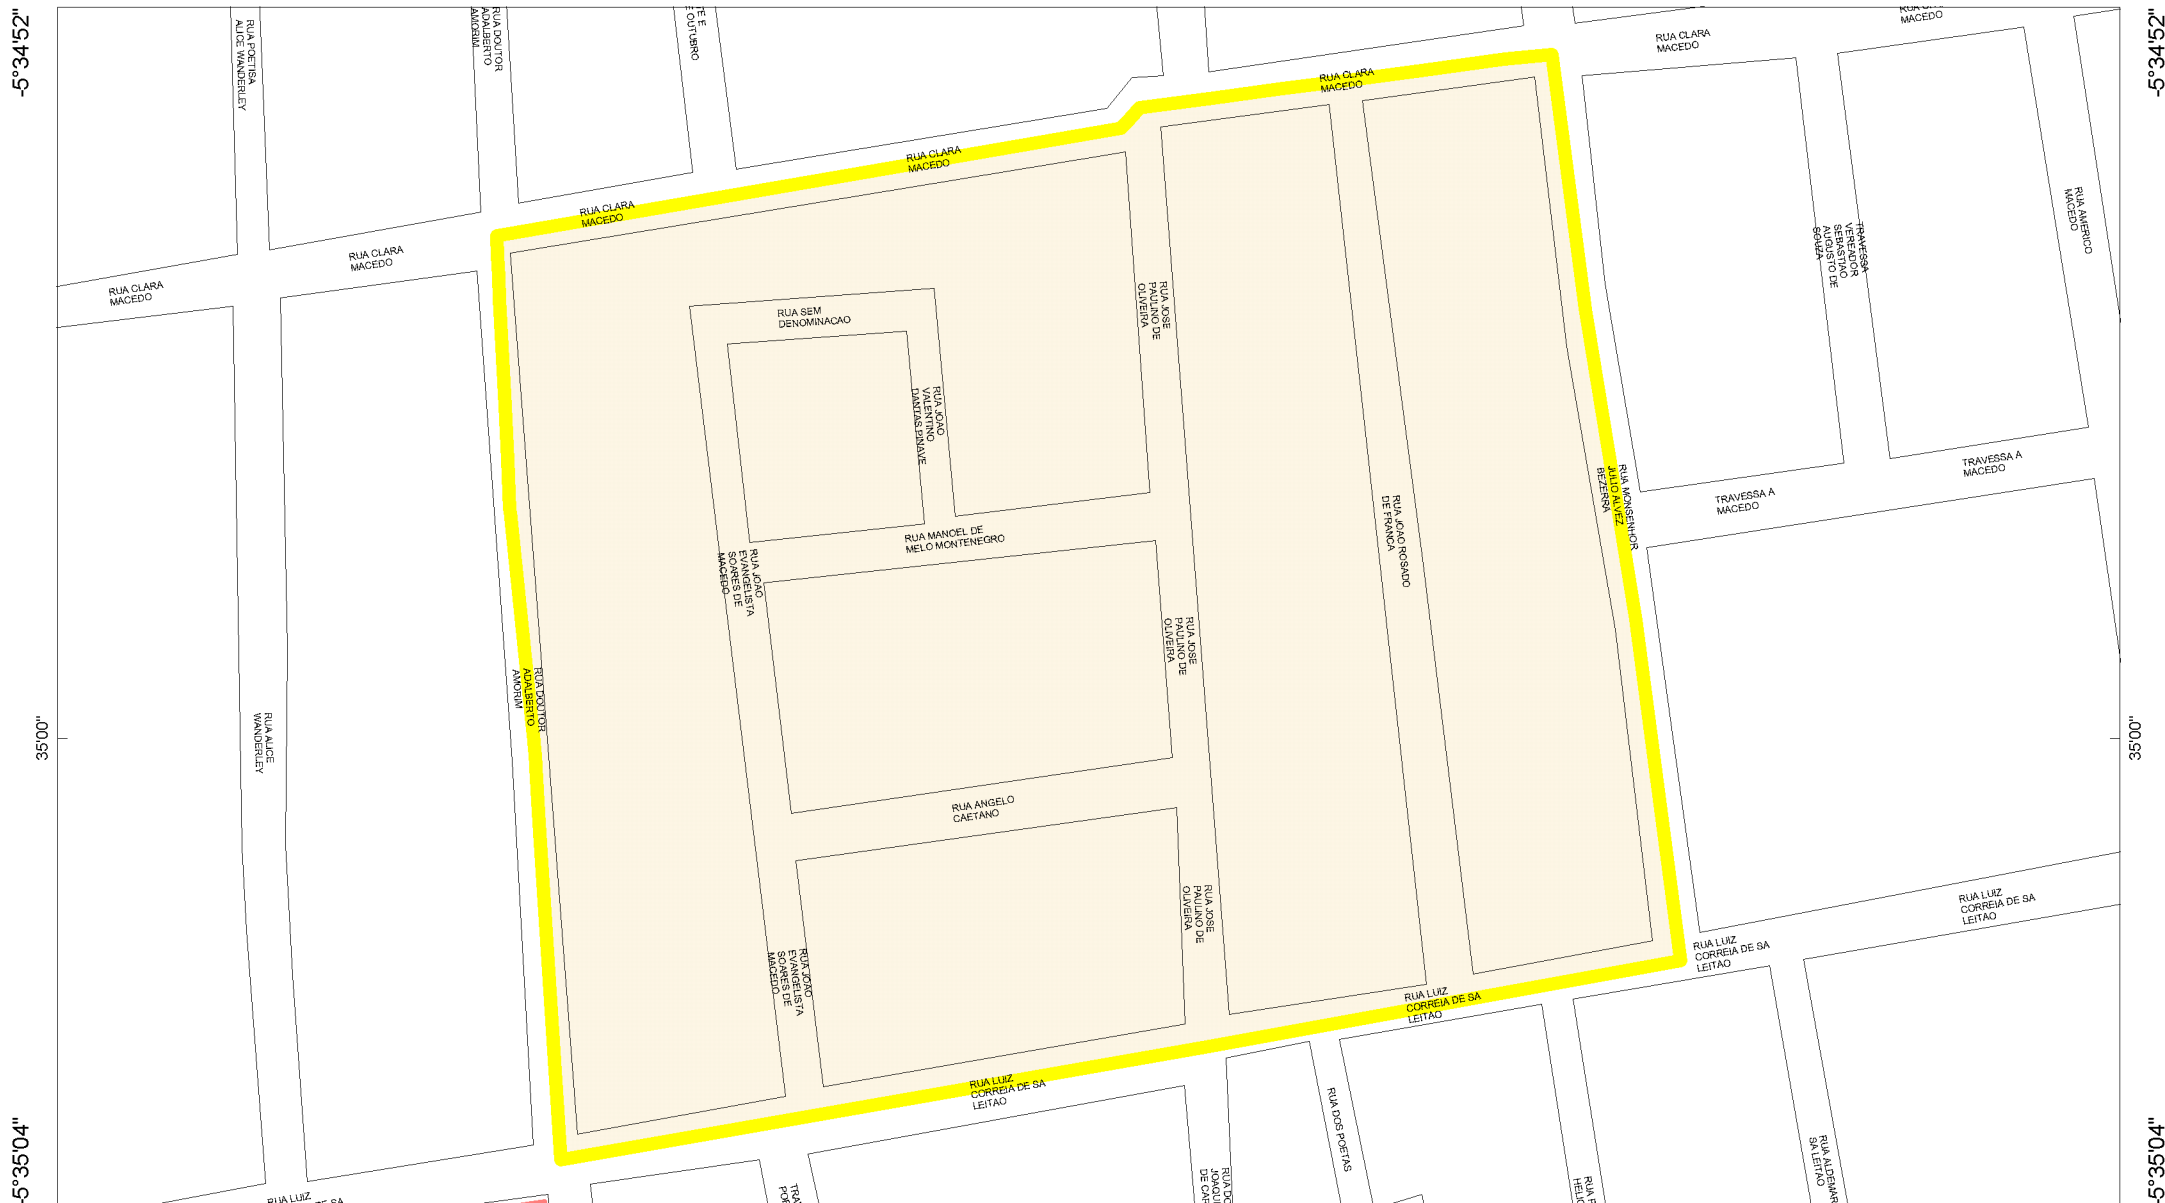 -5°34'52"
-5°34'52"
RUA POETISA
ALICE WANDERLEY
RUA DOUTOR
ADALBERTO
AMORIM
TE E
E OUTUBRO
RUA CLARA
MACEDO
MACEDO
RUA CLARA
MACEDO
RUA CLARA
MACEDO
RUA CLARA
MACEDO
RUA CLARA
MACEDO
RUA CLARA
MACEDO
RUA AMERICO
MACEDO
TRAVESSA
VEREADOR
SEBASTIAO
AUGUSTO DE
SOUZA
RUA SEM
DENOMINACAO
RUA JOSE
PAULINO DE
OLIVEIRA
RUA JOAO
VALENTINO
DANTAS PINAVE
TRAVESSA A
MACEDO
TRAVESSA A
MACEDO
RUA MONSENHOR
JULIO ALVEZ
BEZERRA
RUA JOAO ROSADO
DE FRANCA
RUA MANOEL DE
MELO MONTENEGRO
RUA JOAO
EVANGELISTA
SOARES DE
MACEDO
RUA JOSE
PAULINO DE
OLIVEIRA
RUA DOUTOR
ADALBERTO
AMORIM
RUA ALICE
WANDERLEY
35'00"
35'00"
RUA ANGELO
CAETANO
RUA JOSE
PAULINO DE
OLIVEIRA
RUA LUIZ
CORREIA DE SA
LEITAO
RUA LUIZ
CORREIA DE SA
LEITAO
RUA JOAO
EVANGELISTA
SOARES DE
MACEDO
RUA LUIZ
CORREIA DE SA
LEITAO
RUA LUIZ
CORREIA DE SA
LEITAO
RUA DOS POETAS
RUA ALDEMAR
SA LEITAO
-5°35'04"
-5°35'04"
RUA LUIZ
DE SA